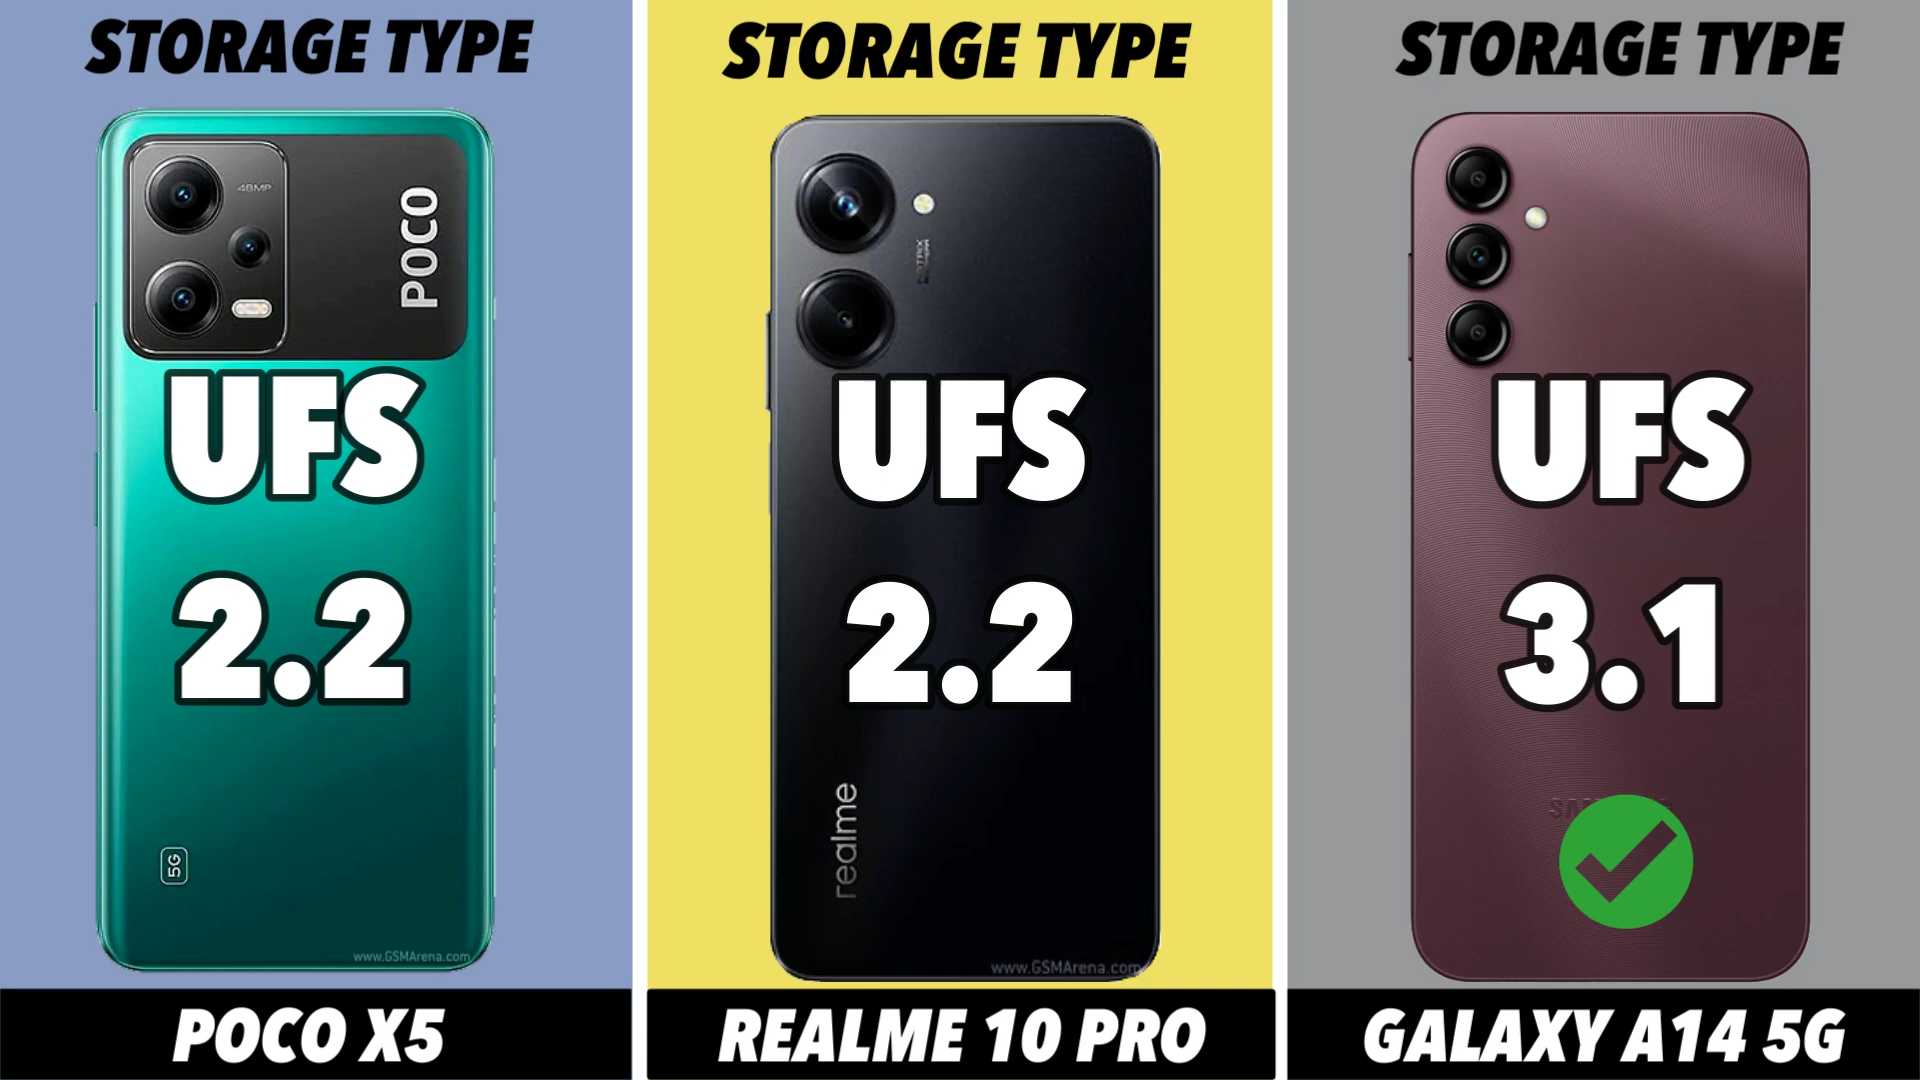 STORAGE TYPE
48MP
POCO
UFS
2.2
5G
www.GSMArena.com
POCO X5
STORAGE TYPE
UFS
2.2
realme
www.GSMArena.com
REALME 10 PRO
STORAGE TYPE
UFS
3.1
GALAXY A14 5G